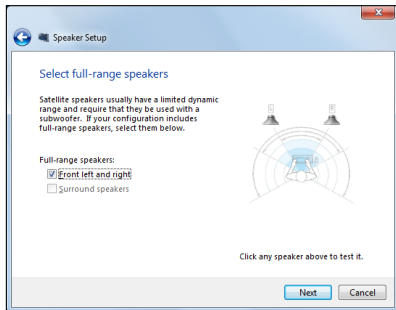 Speaker Setup
Select full-range speakers
Satellite speakers usually have a limited dynamic
range and require that they be used with a
subwoofer. If your configuration includes
full-range speakers, select them below.
Full-range speakers:
Front left and right
Surround speakers
L R
Click any speaker above to test it.
Next Cancel